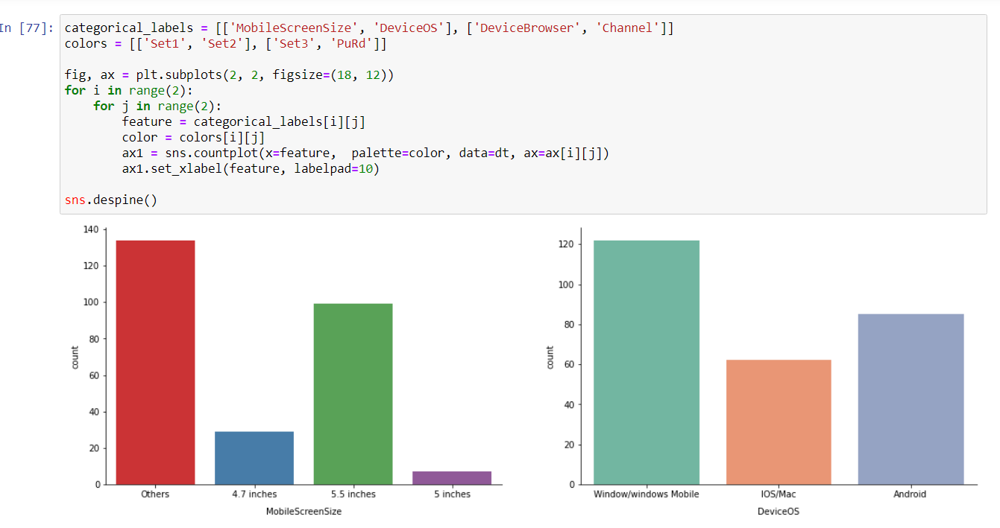 In [77]:
categorical_labels = [['MobileScreenSize', 'DeviceOS'], ['DeviceBrowser', 'Channel']]
colors = [['Set1', 'Set2'], ['Set3', 'PuRd']]
fig, ax = plt.subplots(2, 2, figsize=(18, 12))
for i in range(2):
    for j in range(2):
        feature = categorical_labels[i][j]
        color = colors[i][j]
        ax1 = sns.countplot(x=feature,  palette=color, data=dt, ax=ax[i][j])
        ax1.set_xlabel(feature, labelpad=10)
sns.despine()
140
120
100
80
60
40
20
0
count
Others 4.7 inches 5.5 inches 5 inches
MobileScreenSize
120
100
80
60
40
20
0
count
Window/windows Mobile IOS/Mac Android
DeviceOS